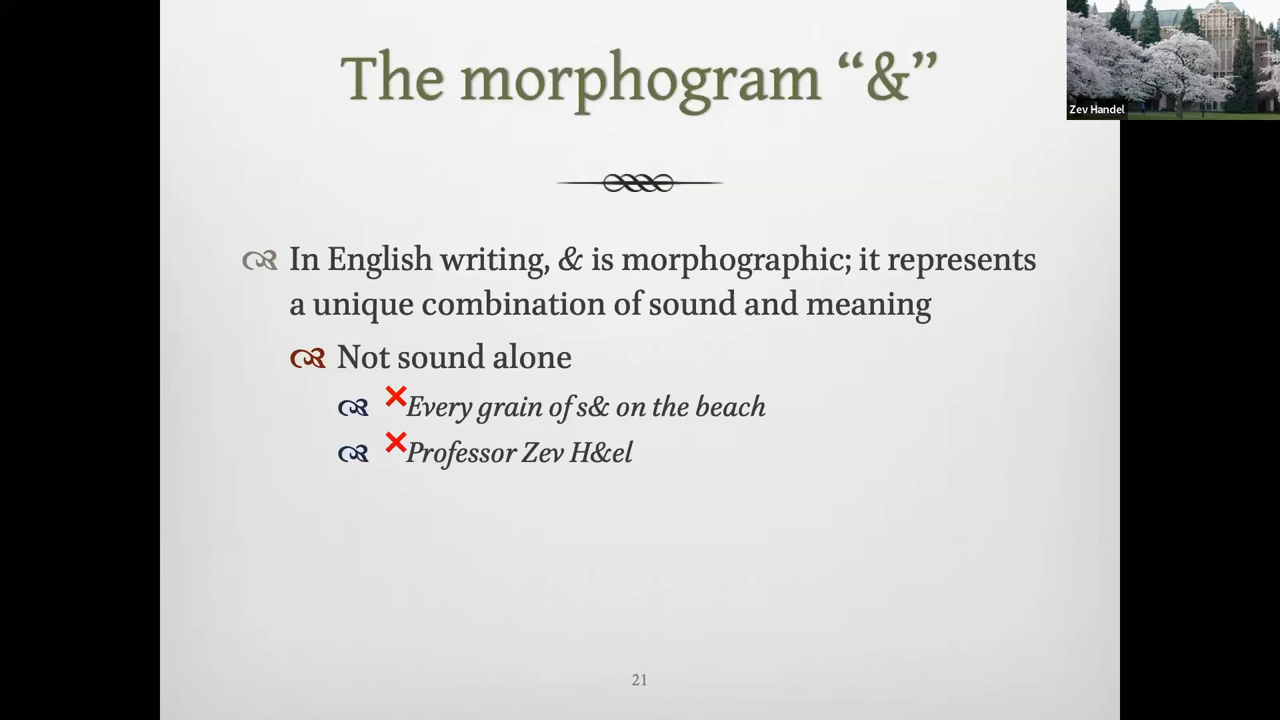 The morphogram “&”
Zev Handel
In English writing, & is morphographic; it represents
a unique combination of sound and meaning
Not sound alone
Every grain of s& on the beach
Professor Zev H&el
21